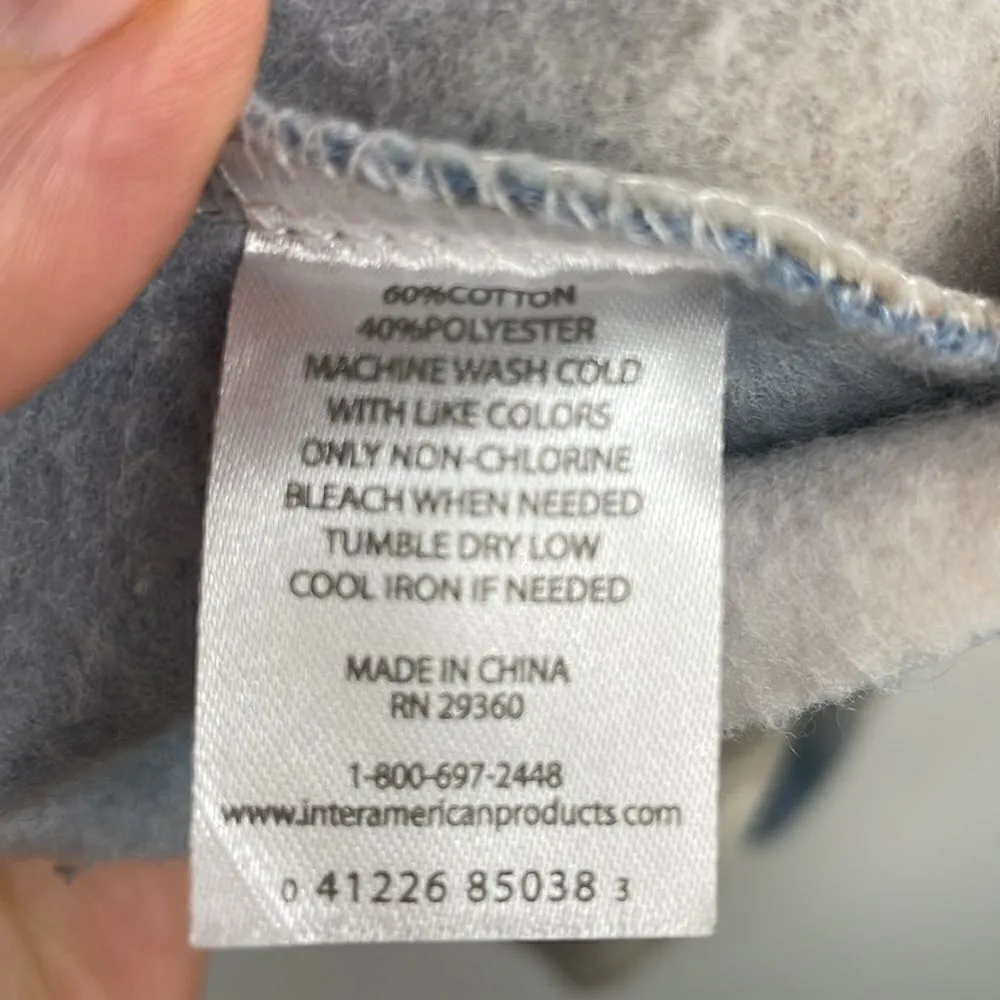 60%COTTON
40%POLYESTER
MACHINE WASH COLD
WITH LIKE COLORS
ONLY NON-CHLORINE
BLEACH WHEN NEEDED
TUMBLE DRY LOW
COOL IRON IF NEEDED
MADE IN CHINA
RN 29360
1-800-697-2448
www.interamericanproducts.com
0 41226 85038 3